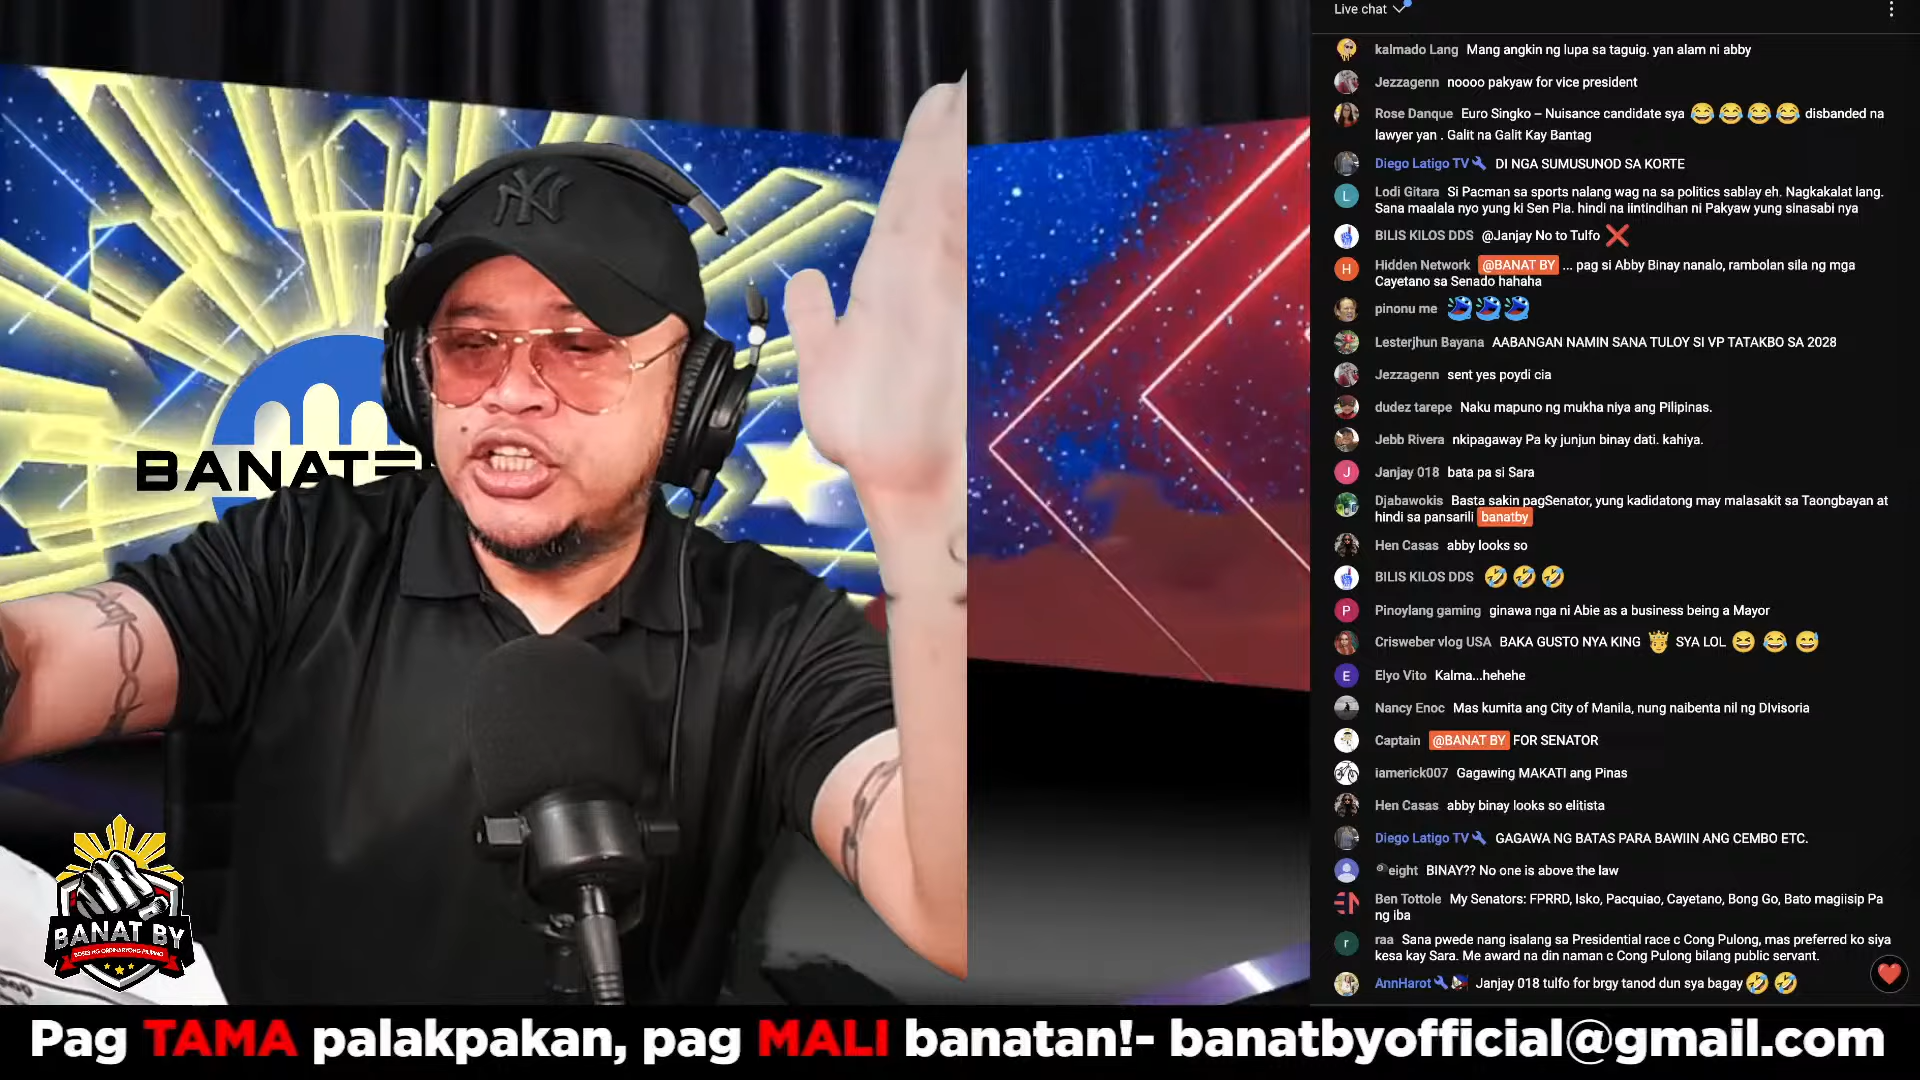 Live chat
kalmado Lang Mang angkin ng lupa sa taguig. yan alam ni abby
Jezzagenn noooo pakyaw for vice president
Rose Danque Euro Singko – Nuisance candidate sya 😂😂😂😂 disbanded na
lawyer yan . Galit na Galit Kay Bantag
Diego Latigo TV DI NGA SUMUSUNOD SA KORTE
L Lodi Gitara Si Pacman sa sports nalang wag na sa politics sablay eh. Nagkakalat lang.
Sana maalala nyo yung ki Sen Pia. hindi na iintindihan ni Pakyaw yung sinasabi nya
BILIS KILOS DDS @Janjay No to Tulfo ❌
H Hidden Network @BANAT BY ... pag si Abby Binay nanalo, rambolan sila ng mga
Cayetano sa Senado hahaha
pinonu me
Lesterjhun Bayana AABANGAN NAMIN SANA TULOY SI VP TATAKBO SA 2028
Jezzagenn sent yes poydi cia
dudez tarepe Naku mapuno ng mukha niya ang Pilipinas.
Jebb Rivera nkipagaway Pa ky junjun binay dati. kahiya.
J Janjay 018 bata pa si Sara
Djabawokis Basta sakin pagSenator, yung kadidatong may malasakit sa Taongbayan at
hindi sa pansarili banatby
Hen Casas abby looks so
BILIS KILOS DDS 🤣🤣🤣
P Pinoylang gaming ginawa nga ni Abie as a business being a Mayor
Crisweber vlog USA BAKA GUSTO NYA KING 🤴 SYA LOL 😆 😂 😅
E Elyo Vito Kalma...hehehe
Nancy Enoc Mas kumita ang City of Manila, nung naibenta nil ng DIvisoria
Captain @BANAT BY FOR SENATOR
iamerick007 Gagawing MAKATI ang Pinas
Hen Casas abby binay looks so elitista
Diego Latigo TV GAGAWA NG BATAS PARA BAWIIN ANG CEMBO ETC.
eight BINAY?? No one is above the law
Ben Tottole My Senators: FPRRD, Isko, Pacquiao, Cayetano, Bong Go, Bato magiisip Pa
ng iba
r raa Sana pwede nang isalang sa Presidential race c Cong Pulong, mas preferred ko siya
kesa kay Sara. Me award na din naman c Cong Pulong bilang public servant.
AnnHarot Janjay 018 tulfo for brgy tanod dun sya bagay 🤣🤣
NY
BANATE
BANAT BY
BOSES NG ORDINARYONG PILIPINO
Pag TAMA palakpakan, pag MALI banatan!- banatbyofficial@gmail.com